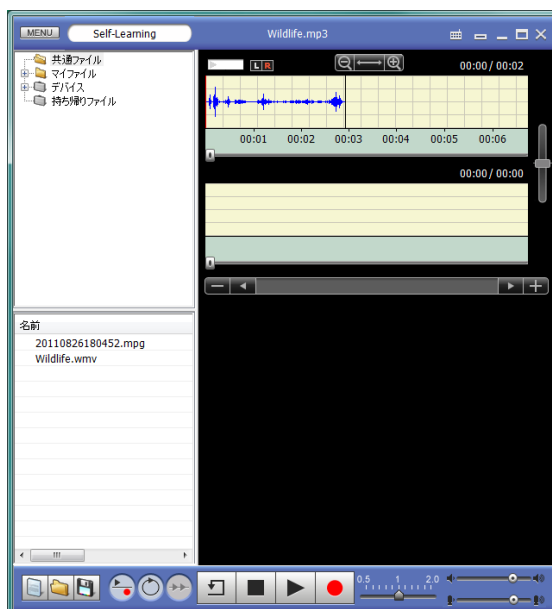 MENU Self-Learning Wildlife.mp3
共通ファイル
マイファイル
デバイス
持ち帰りファイル
L R 00:00 / 00:02
00:01 00:02 00:03 00:04 00:05 00:06
00:00 / 00:00
名前
20110826180452.mpg
Wildlife.wmv
0.5 1 2.0